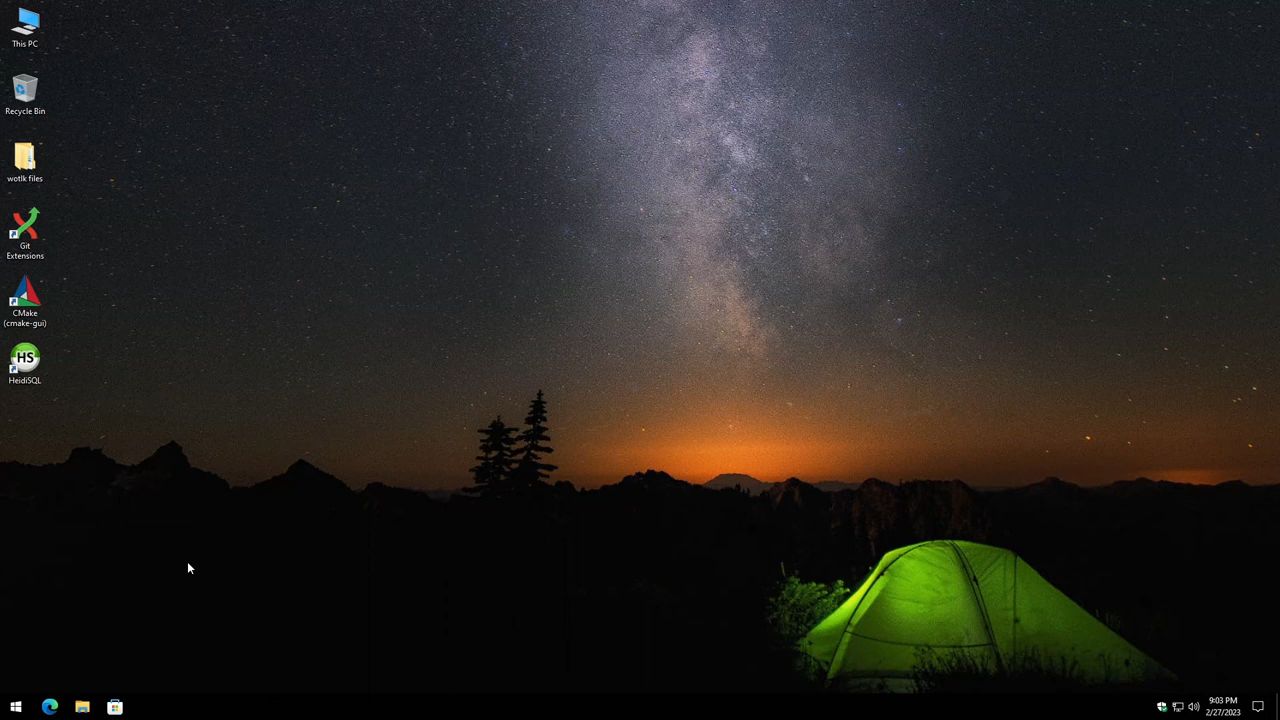 This PC
Recycle Bin
wotlk files
Git
Extensions
CMake
(cmake-gui)
HS
HeidiSQL
9:03 PM
2/27/2023